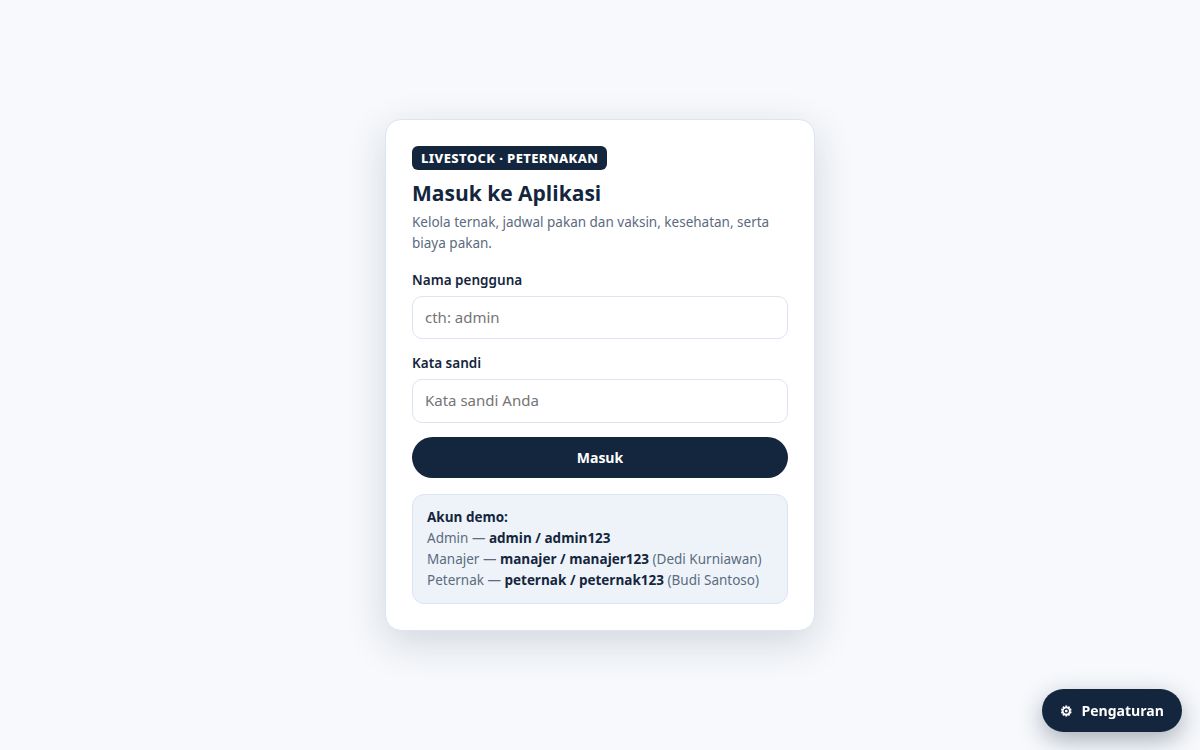 LIVESTOCK · PETERNAKAN
Masuk ke Aplikasi
Kelola ternak, jadwal pakan dan vaksin, kesehatan, serta
biaya pakan.
Nama pengguna
cth: admin
Kata sandi
Kata sandi Anda
Masuk
Akun demo:
Admin — admin / admin123
Manajer — manajer / manajer123 (Dedi Kurniawan)
Peternak — peternak / peternak123 (Budi Santoso)
⚙ Pengaturan